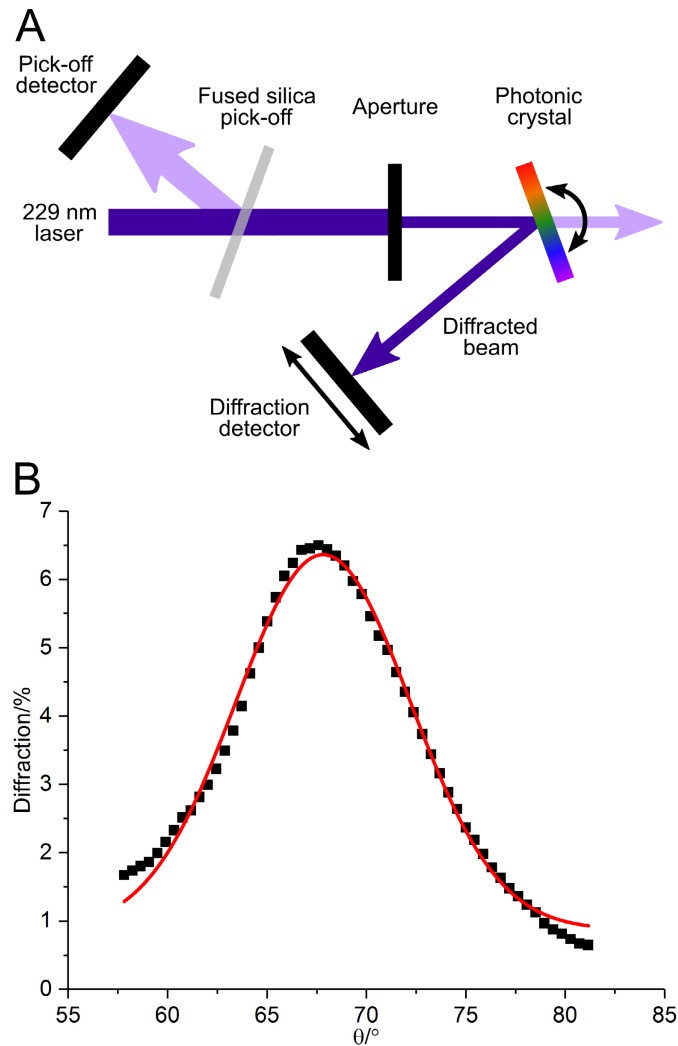 A
Pick-off
detector
Fused silica
pick-off
Aperture
Photonic
crystal
229 nm
laser
Diffracted
beam
Diffraction
detector
B
7
6
5
4
3
2
1
0
Diffraction/%
55
60
65
70
75
80
85
θ/°